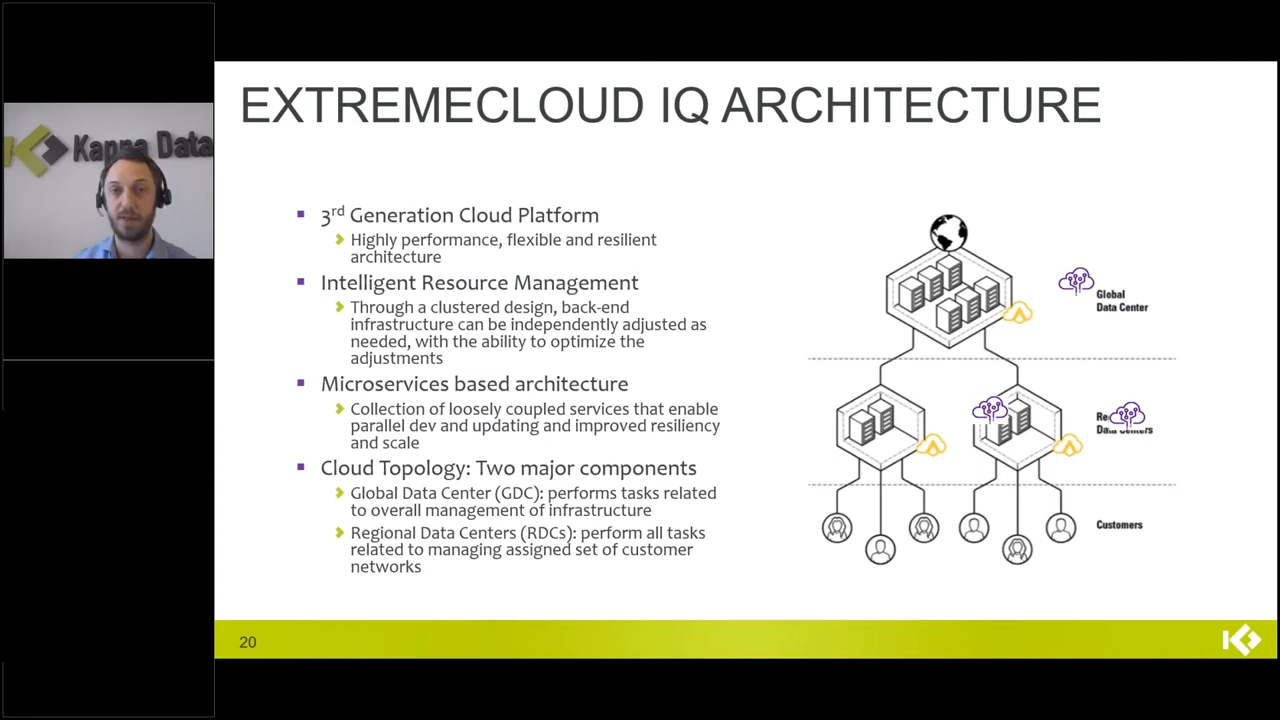 Kappa Data
EXTREMECLOUD IQ ARCHITECTURE
3rd Generation Cloud Platform
Highly performance, flexible and resilient
architecture
Intelligent Resource Management
Through a clustered design, back-end
infrastructure can be independently adjusted as
needed, with the ability to optimize the
adjustments
Microservices based architecture
Collection of loosely coupled services that enable
parallel dev and updating and improved resiliency
and scale
Cloud Topology: Two major components
Global Data Center (GDC): performs tasks related
to overall management of infrastructure
Regional Data Centers (RDCs): perform all tasks
related to managing assigned set of customer
networks
Global
Data Center
Data Centers
Customers
20